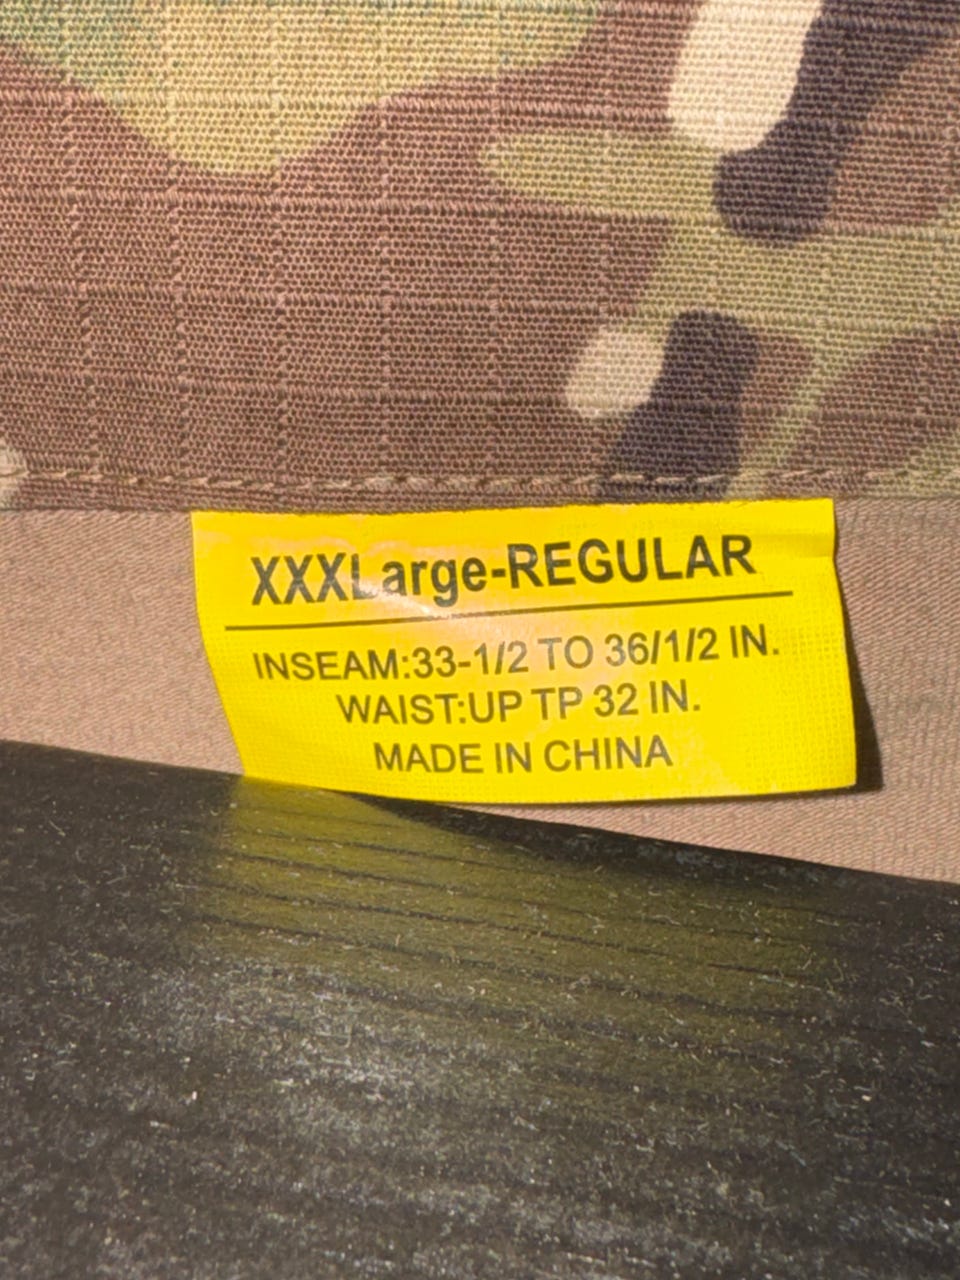 XXXLarge-REGULAR
INSEAM:33-1/2 TO 36/1/2 IN.
WAIST:UP TP 32 IN.
MADE IN CHINA